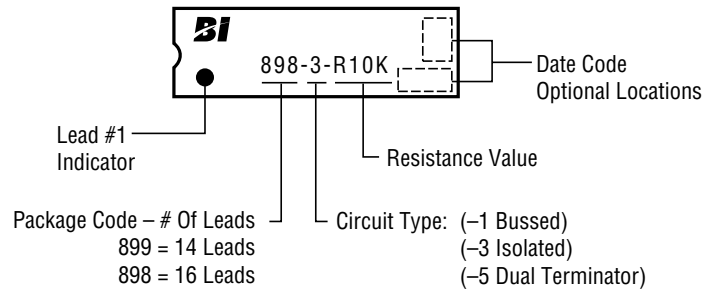 BI
898-3-R10K
Date Code
Optional Locations
Lead #1
Indicator
Resistance Value
Package Code – # Of Leads
899 = 14 Leads
898 = 16 Leads
Circuit Type: (–1 Bussed)
(–3 Isolated)
(–5 Dual Terminator)